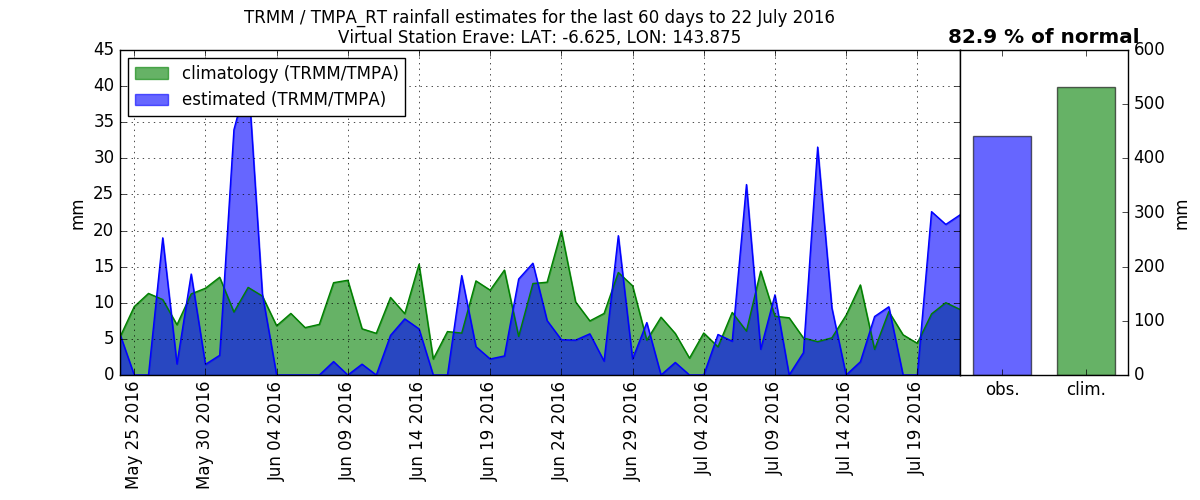 TRMM / TMPA_RT rainfall estimates for the last 60 days to 22 July 2016
Virtual Station Erave: LAT: -6.625, LON: 143.875
82.9 % of normal
climatology (TRMM/TMPA)
estimated (TRMM/TMPA)
45
40
35
30
25
20
15
10
5
0
mm
May 25 2016
May 30 2016
Jun 04 2016
Jun 09 2016
Jun 14 2016
Jun 19 2016
Jun 24 2016
Jun 29 2016
Jul 04 2016
Jul 09 2016
Jul 14 2016
Jul 19 2016
obs.
clim.
600
500
400
300
200
100
0
mm